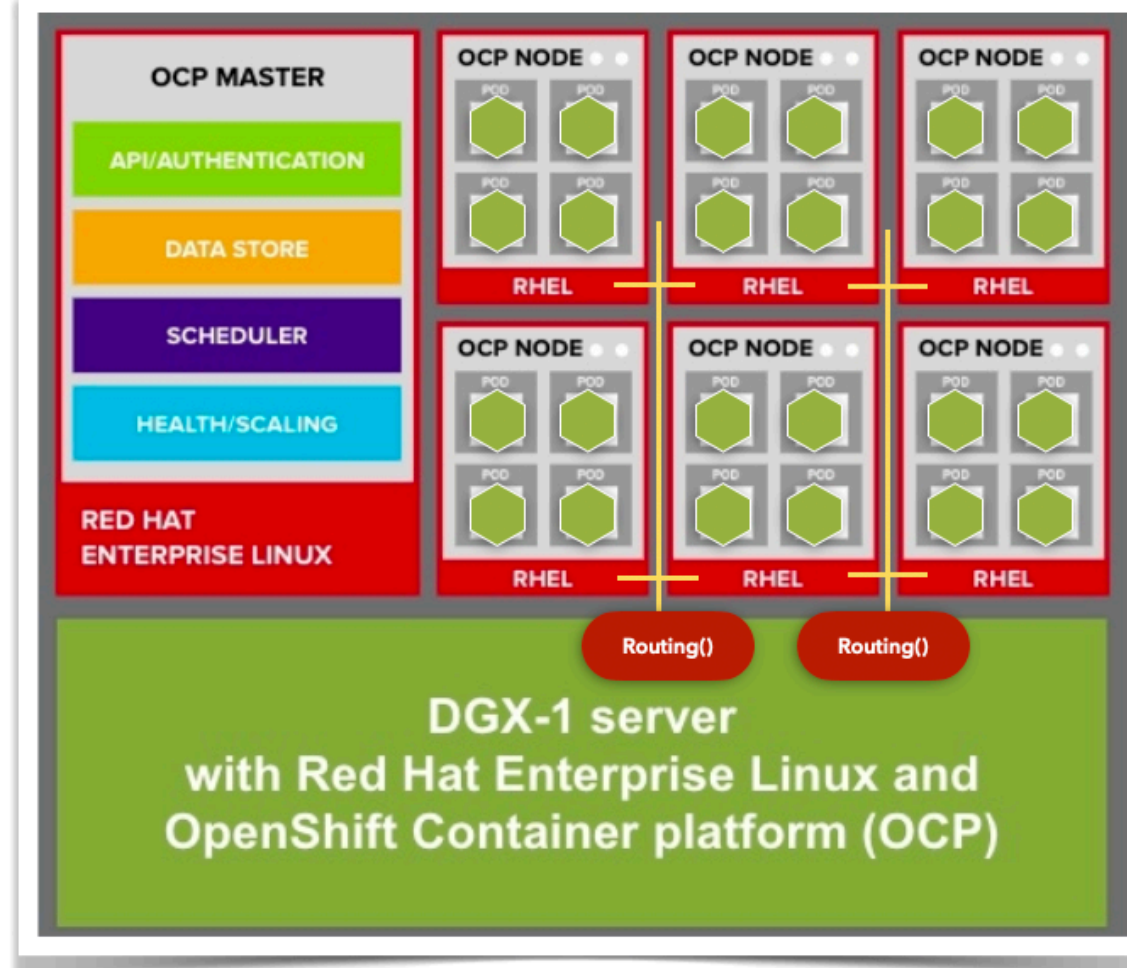 OCP MASTER
API/AUTHENTICATION
DATA STORE
SCHEDULER
HEALTH/SCALING
RED HAT
ENTERPRISE LINUX
OCP NODE
POD POD
POD POD
RHEL
OCP NODE
POD POD
POD POD
RHEL
OCP NODE
POD POD
POD POD
RHEL
OCP NODE
POD POD
POD POD
RHEL
OCP NODE
POD POD
POD POD
RHEL
OCP NODE
POD POD
POD POD
RHEL
Routing()
Routing()
DGX-1 server
with Red Hat Enterprise Linux and
OpenShift Container platform (OCP)